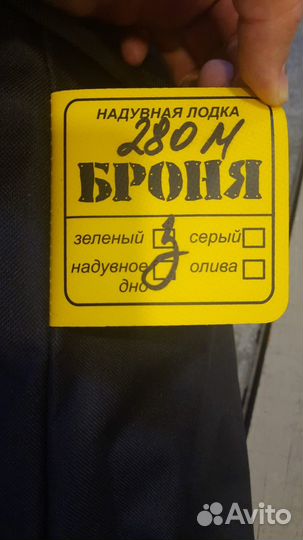 НАДУВНАЯ ЛОДКА
280 М
БРОНЯ
зеленый серый
надувное дно олива
Avito